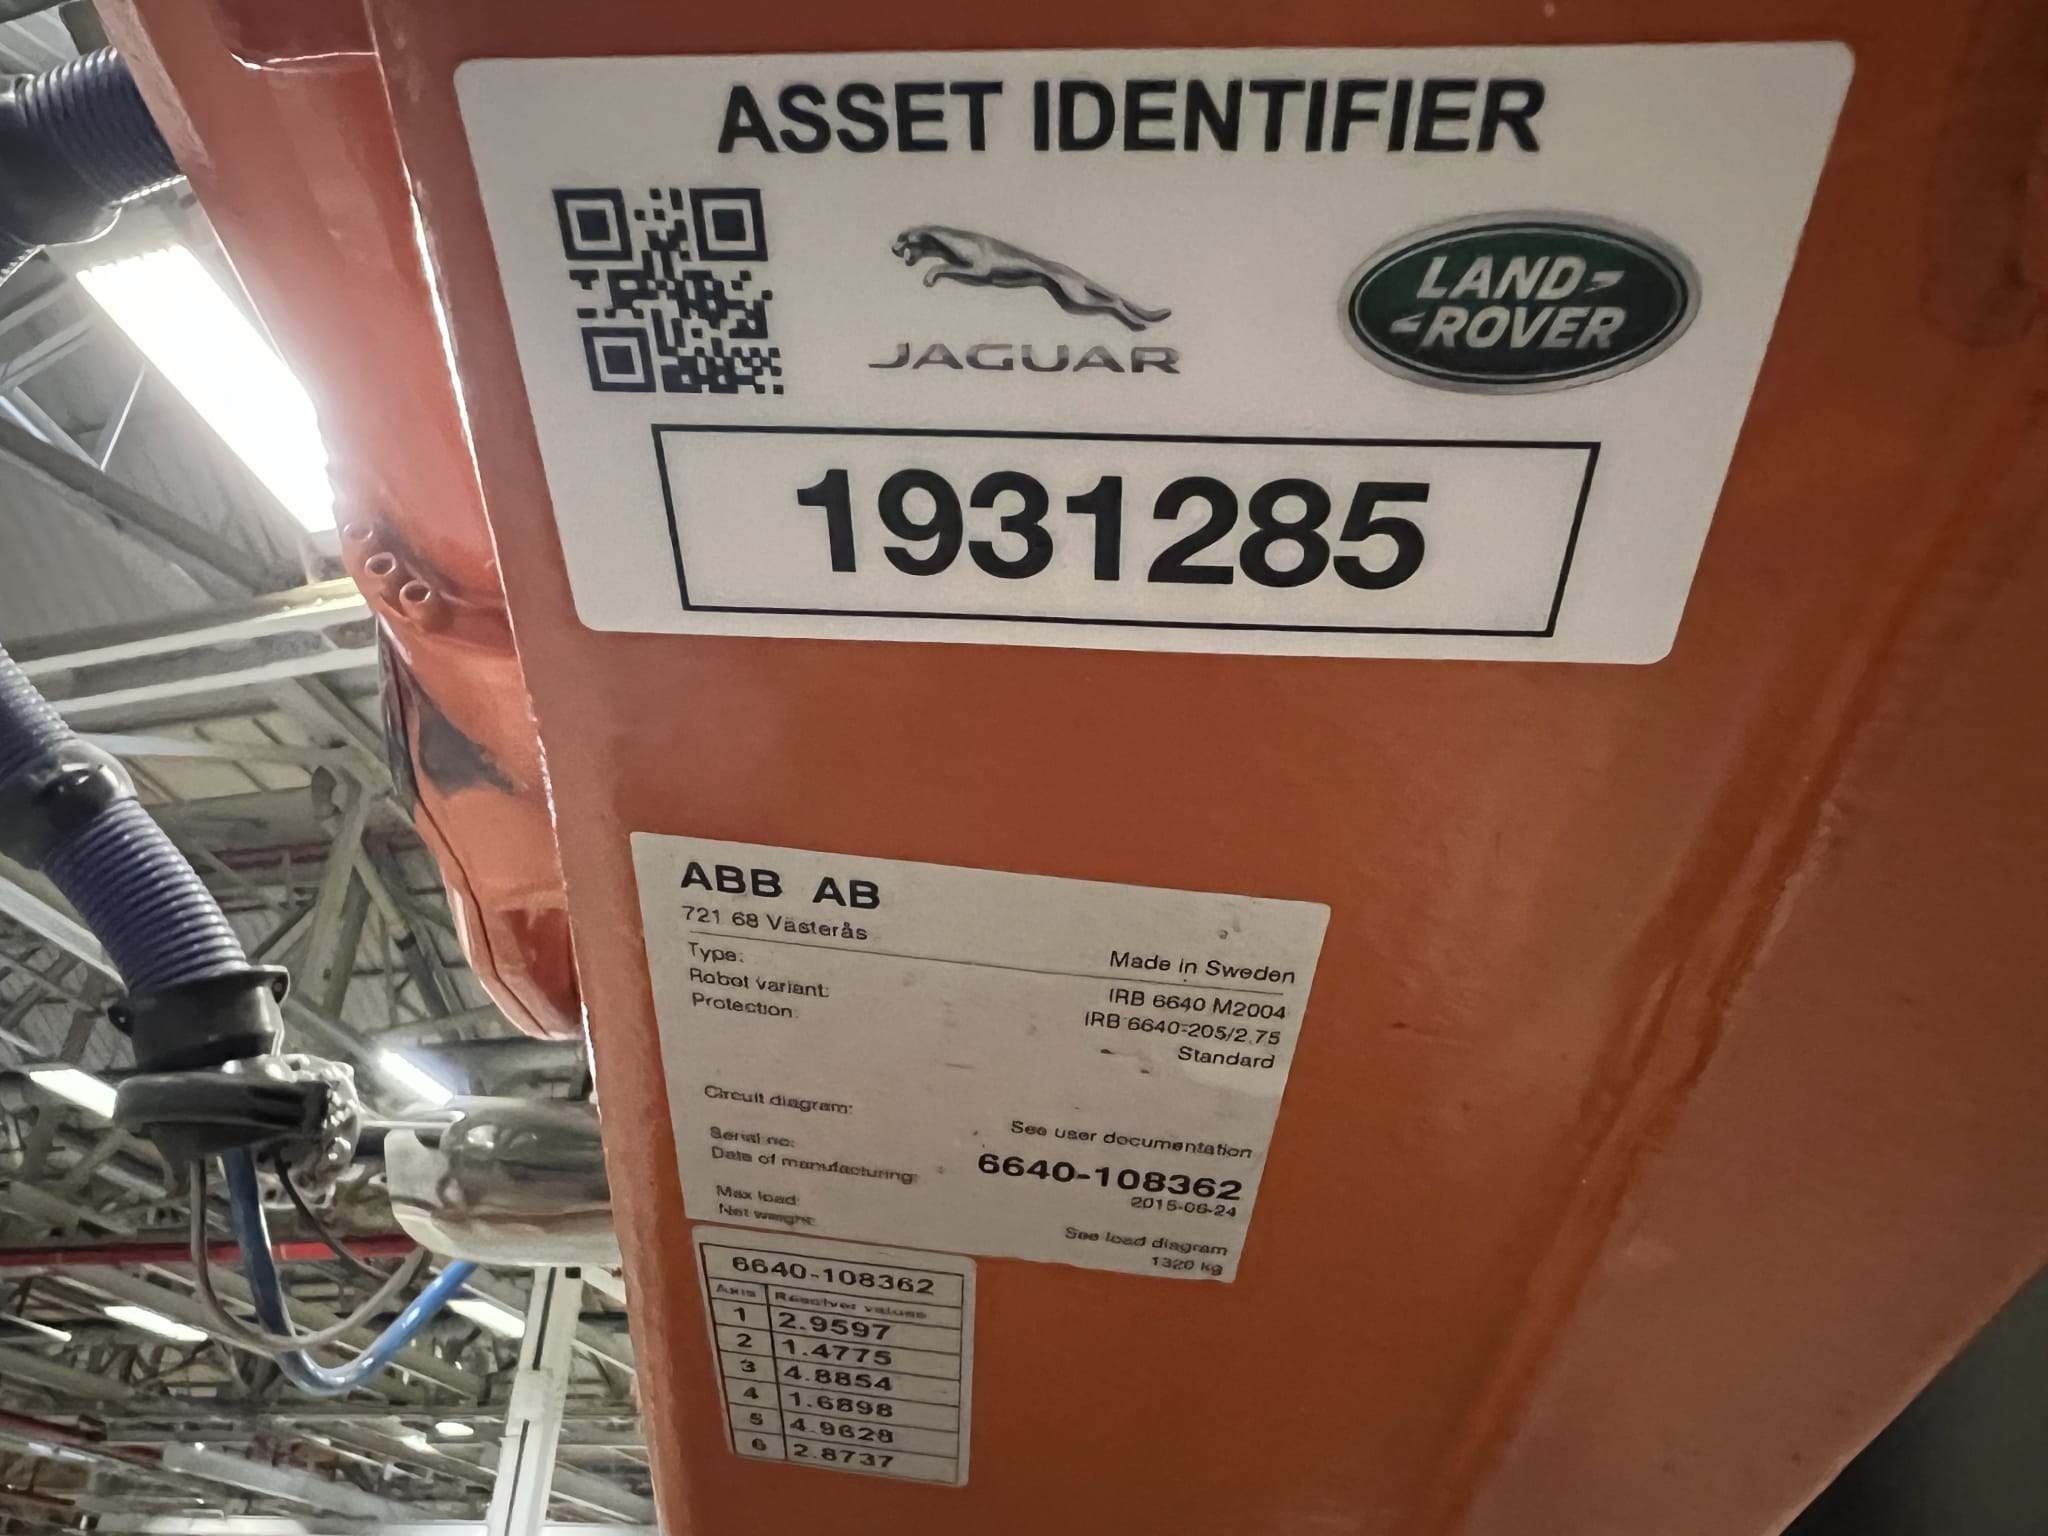 ASSET IDENTIFIER
JAGUAR
LAND-
-ROVER
1931285
ABB AB
721 68 Västerås
Made in Sweden
Type: IRB 6640 M2004
Robot variant: IRB 6640-205/2.75
Protection: Standard
Circuit diagram: See user documentation
Serial no: 6640-108362
Date of manufacturing: 2015-06-24
Max load: See load diagram
Net weight: 1320 kg
6640-108362
Axis Resolver values
1 2.9597
2 1.4775
3 4.8854
4 1.6898
5 4.9628
6 2.8737